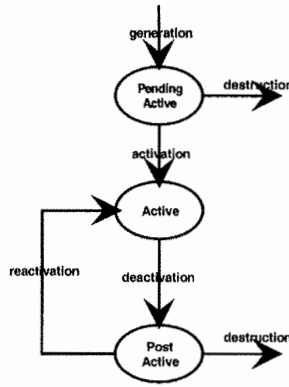 generation
Pending
Active
destruction
activation
Active
reactivation
deactivation
Post
Active
destruction